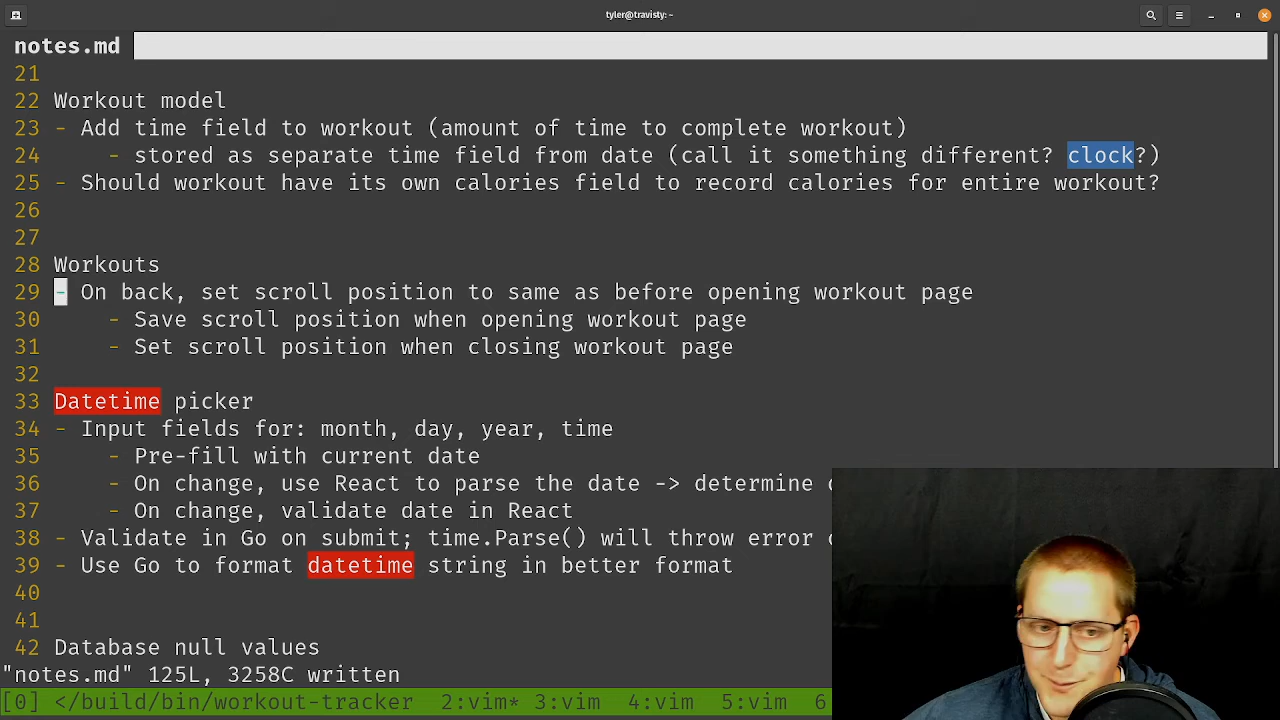 tyler@travisty: ~
notes.md
21
22 Workout model
23 - Add time field to workout (amount of time to complete workout)
24     - stored as separate time field from date (call it something different? clock?)
25 - Should workout have its own calories field to record calories for entire workout?
26
27
28 Workouts
29 - On back, set scroll position to same as before opening workout page
30     - Save scroll position when opening workout page
31     - Set scroll position when closing workout page
32
33 Datetime picker
34 - Input fields for: month, day, year, time
35     - Pre-fill with current date
36     - On change, use React to parse the date -> determine
37     - On change, validate date in React
38 - Validate in Go on submit; time.Parse() will throw error
39 - Use Go to format datetime string in better format
40
41
42 Database null values
"notes.md" 125L, 3258C written
[0] </build/bin/workout-tracker  2:vim* 3:vim  4:vim  5:vim  6